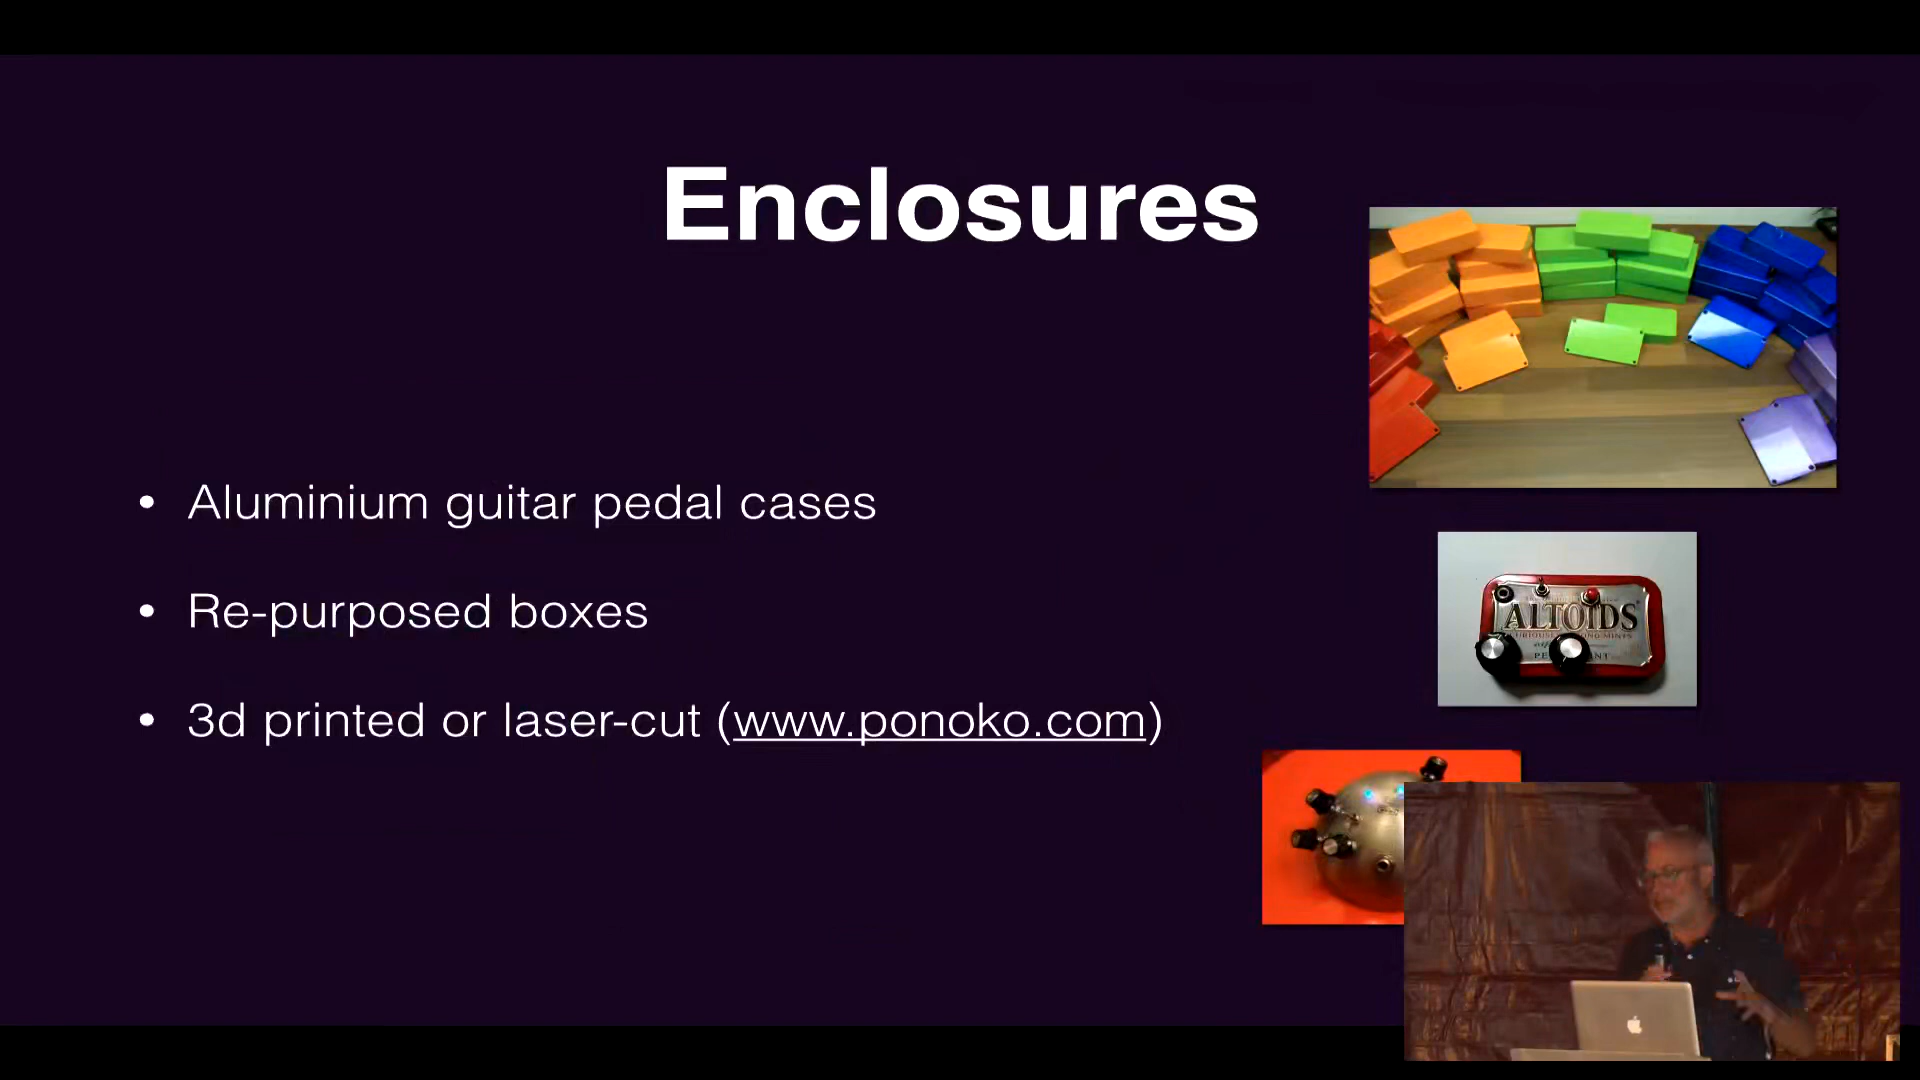 Enclosures
• Aluminium guitar pedal cases
• Re-purposed boxes
• 3d printed or laser-cut (www.ponoko.com)
ALTOIDS